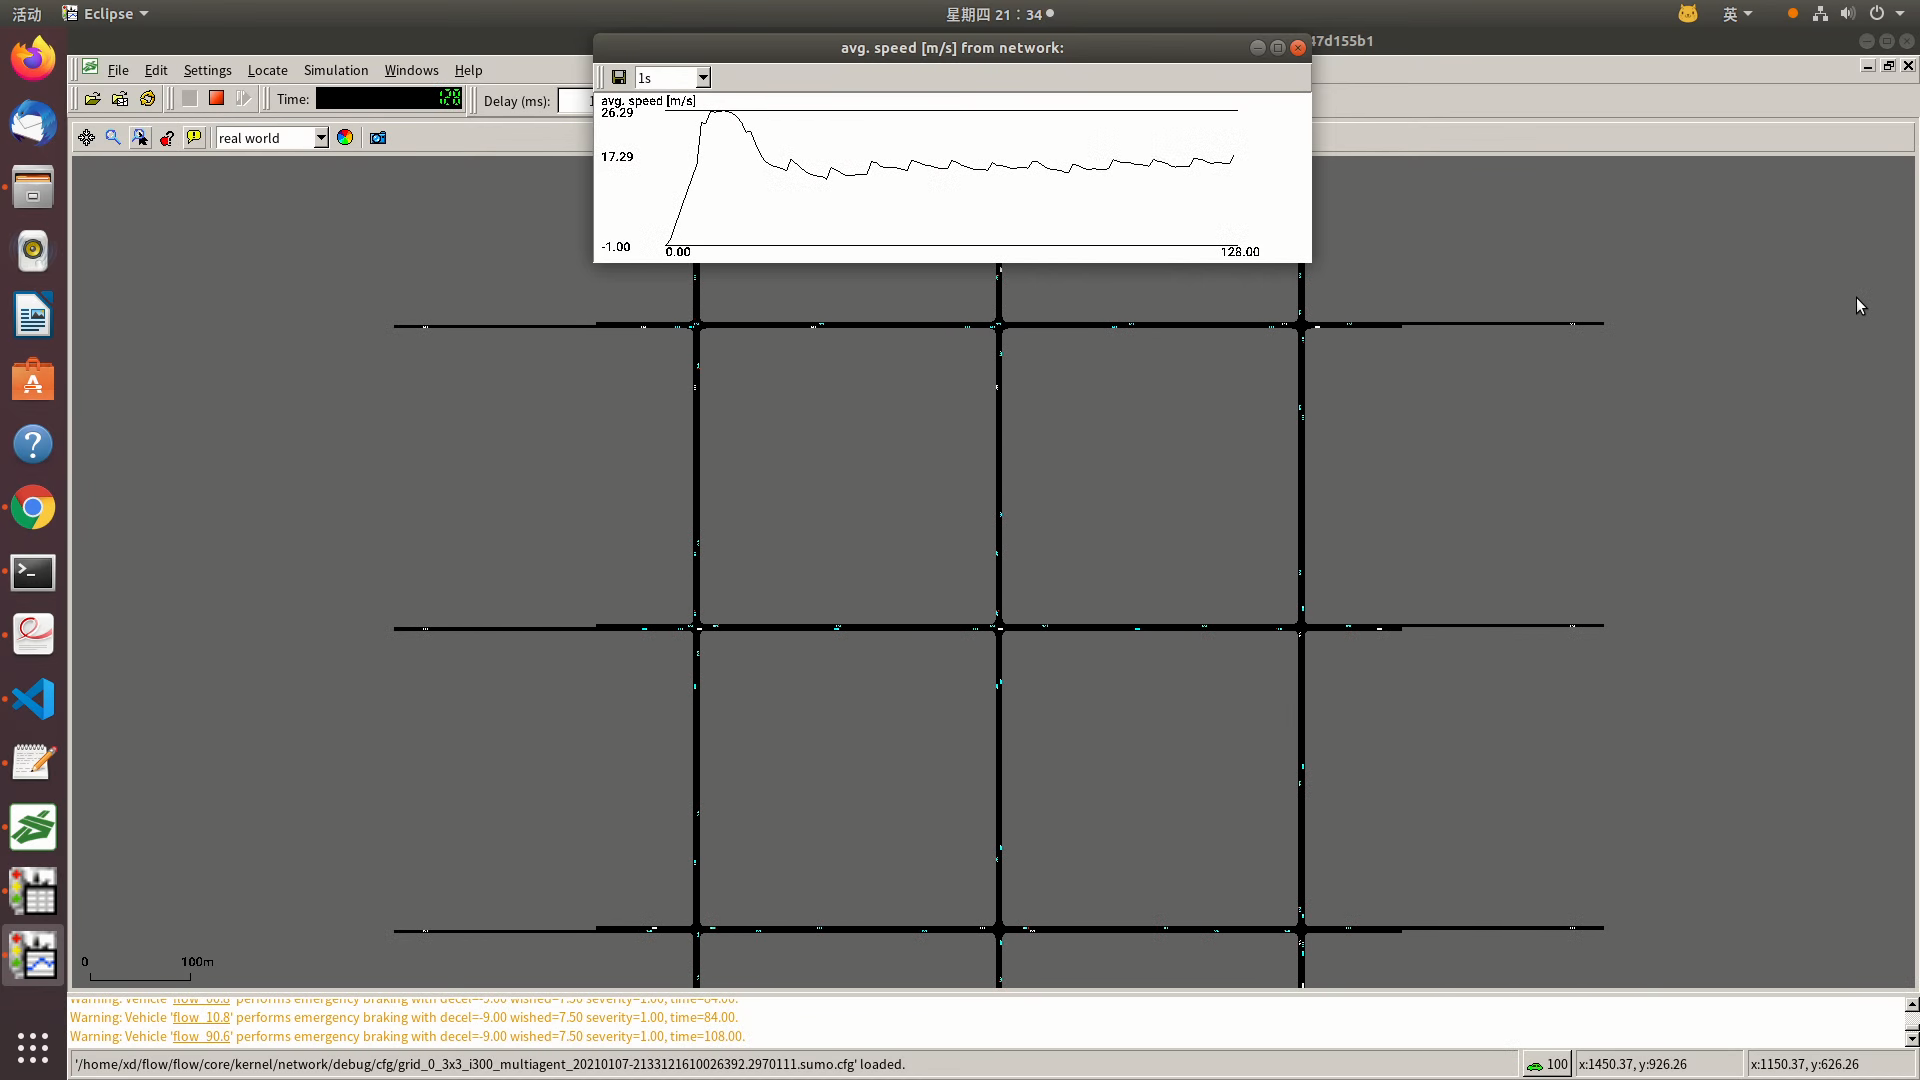 活动
Eclipse
星期四 21：34
英
avg. speed [m/s] from network:
47d155b1
File Edit Settings Locate Simulation Windows Help
Time: 128 Delay (ms):
real world
1s
avg. speed [m/s]
26.29
17.29
-1.00
0.00 128.00
0 100m
Warning: Vehicle 'flow_00.8' performs emergency braking with decel=-9.00 wished=7.50 severity=1.00, time=84.00.
Warning: Vehicle 'flow_10.8' performs emergency braking with decel=-9.00 wished=7.50 severity=1.00, time=84.00.
Warning: Vehicle 'flow_90.6' performs emergency braking with decel=-9.00 wished=7.50 severity=1.00, time=108.00.
'/home/xd/flow/flow/core/kernel/network/debug/cfg/grid_0_3x3_i300_multiagent_20210107-2133121610026392.2970111.sumo.cfg' loaded.
100
x:1450.37, y:926.26
x:1150.37, y:626.26